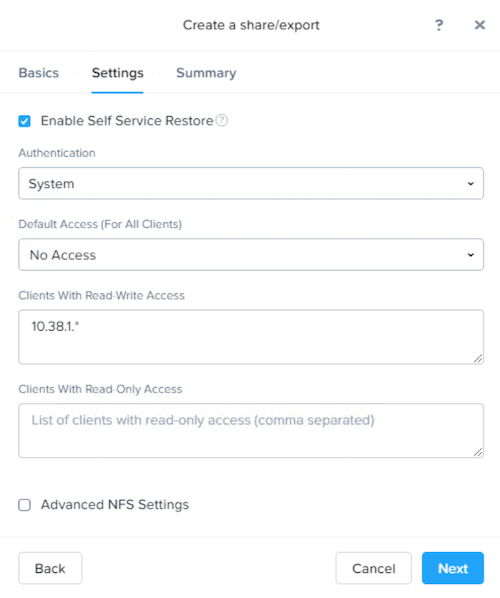 Create a share/export
? ×
Basics Settings Summary
Enable Self Service Restore ?
Authentication
System
Default Access (For All Clients)
No Access
Clients With Read-Write Access
10.38.1.*
Clients With Read-Only Access
List of clients with read-only access (comma separated)
Advanced NFS Settings
Back Cancel Next